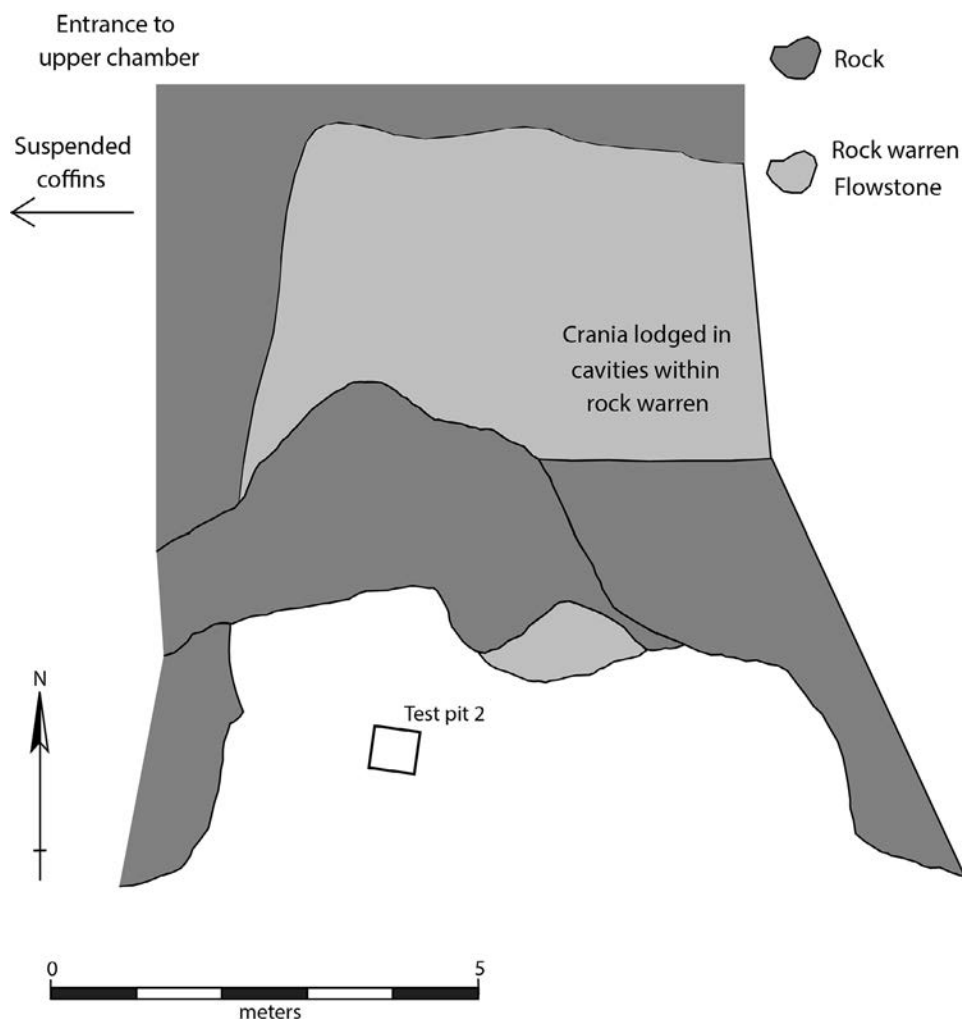 Entrance to
upper chamber
Rock
Suspended
coffins
Rock warren
Flowstone
Crania lodged in
cavities within
rock warren
N
Test pit 2
0
5
meters